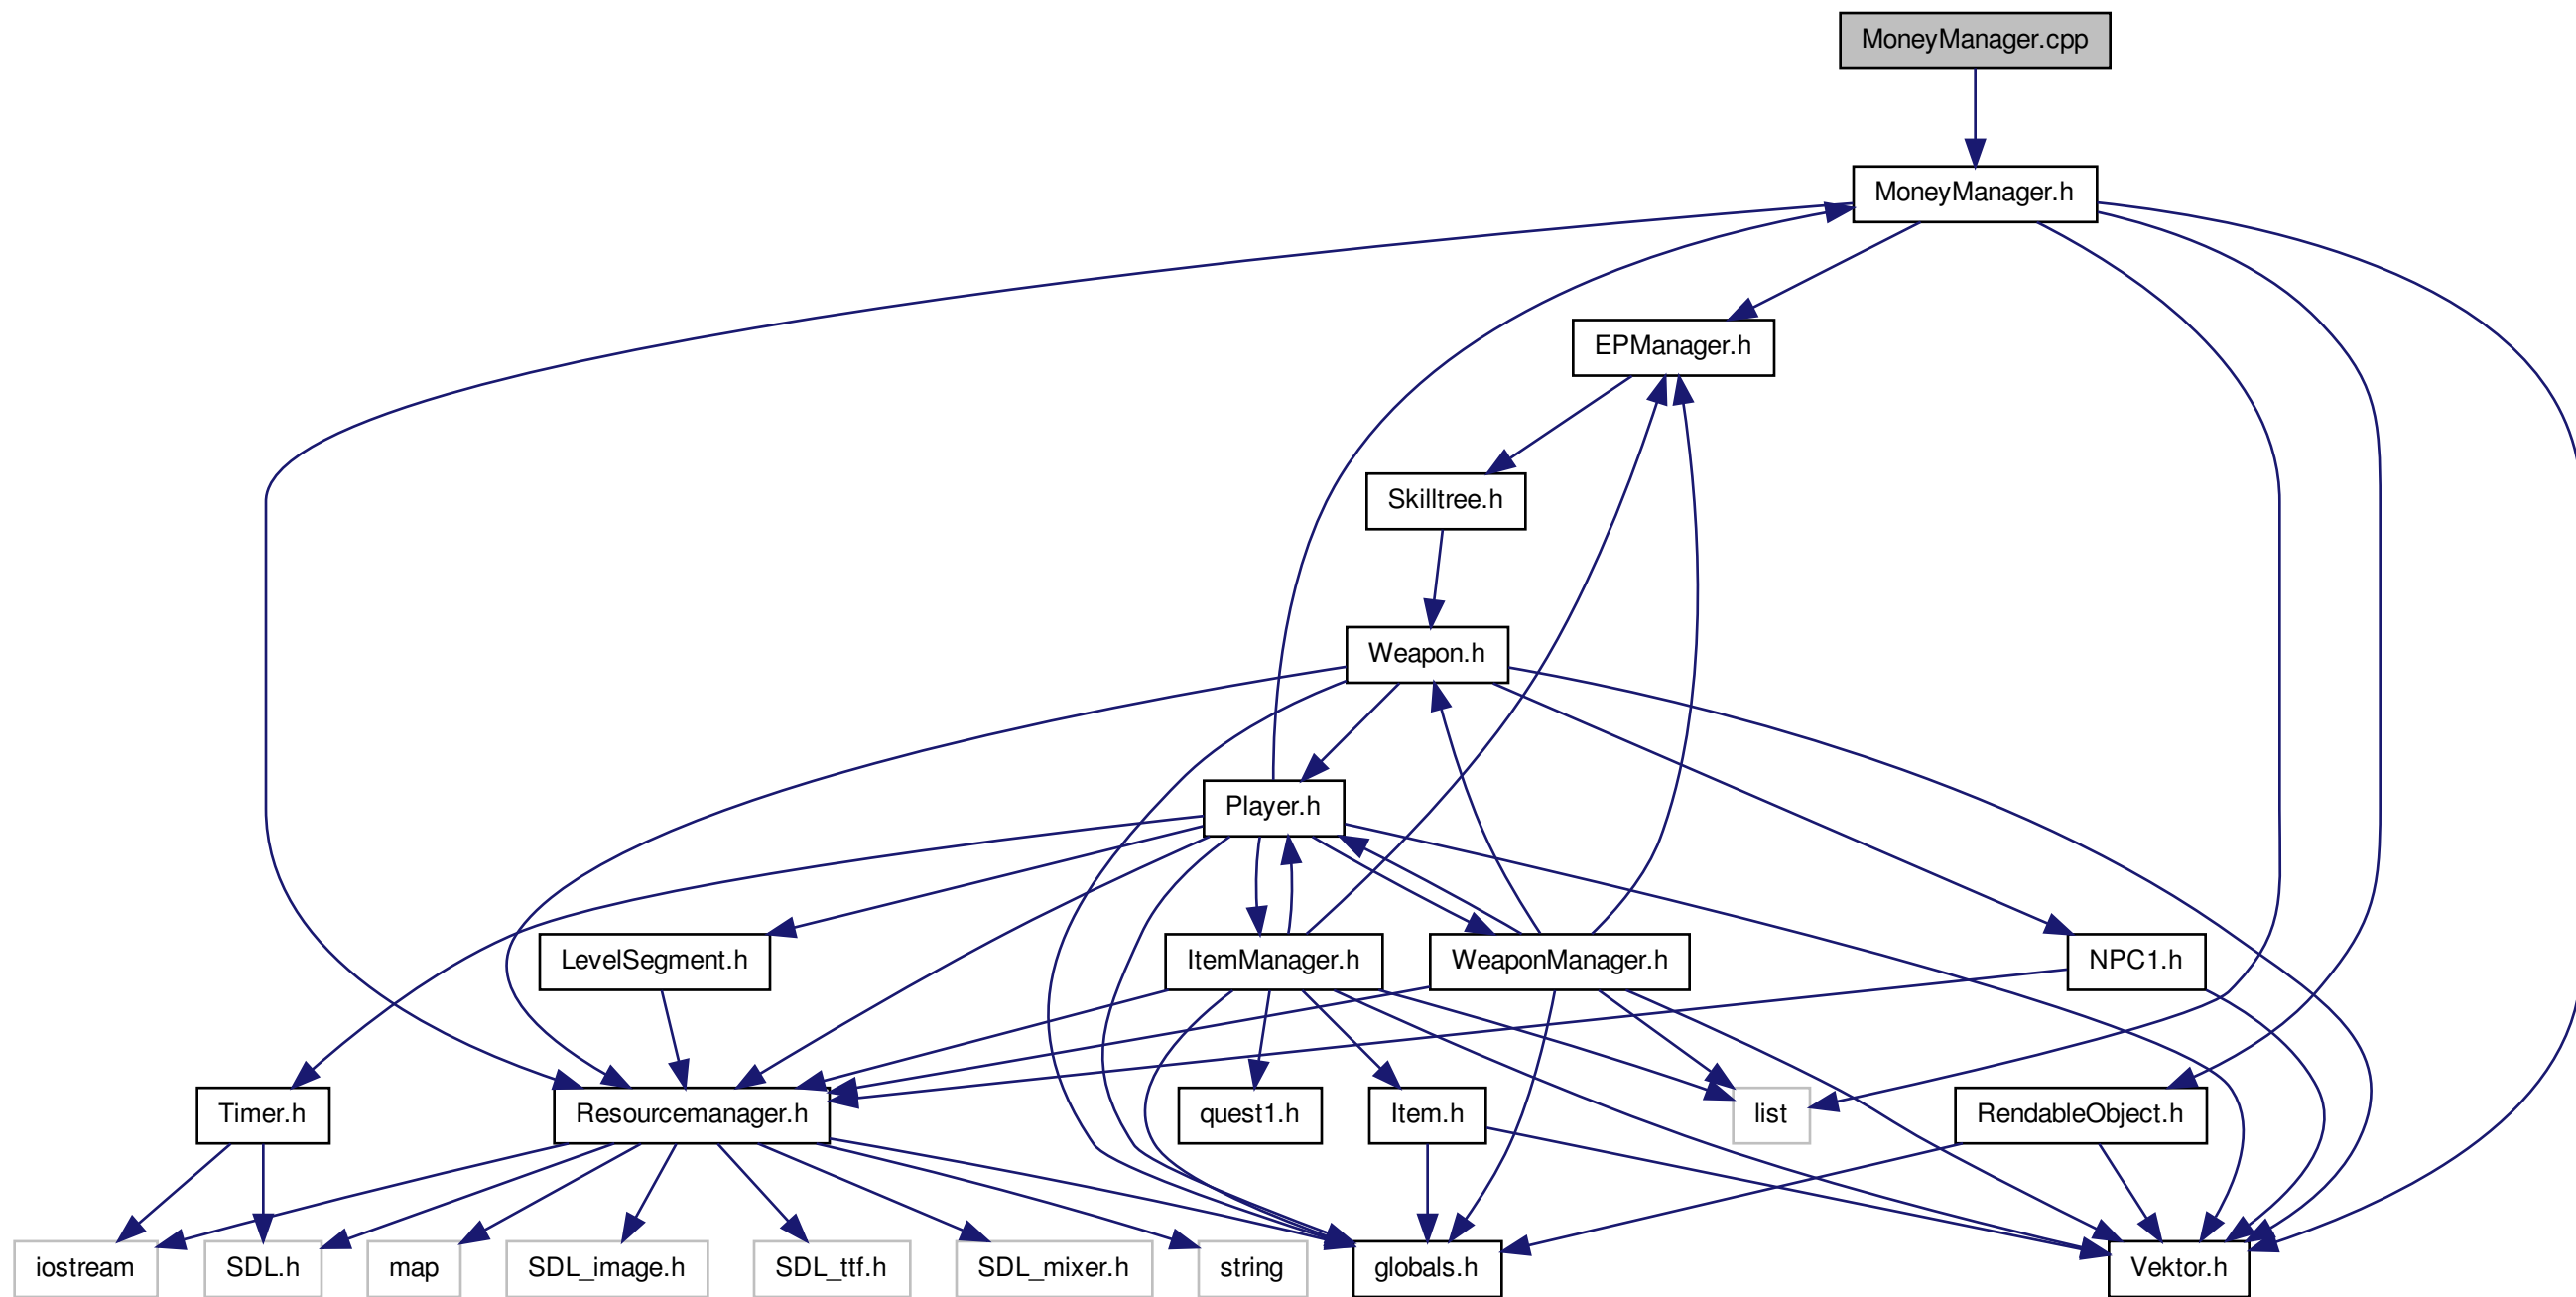 MoneyManager.cpp
MoneyManager.h
EPManager.h
Skilltree.h
Weapon.h
Player.h
LevelSegment.h
ItemManager.h
WeaponManager.h
NPC1.h
Timer.h
Resourcemanager.h
quest1.h
Item.h
list
RendableObject.h
iostream
SDL.h
map
SDL_image.h
SDL_ttf.h
SDL_mixer.h
string
globals.h
Vektor.h